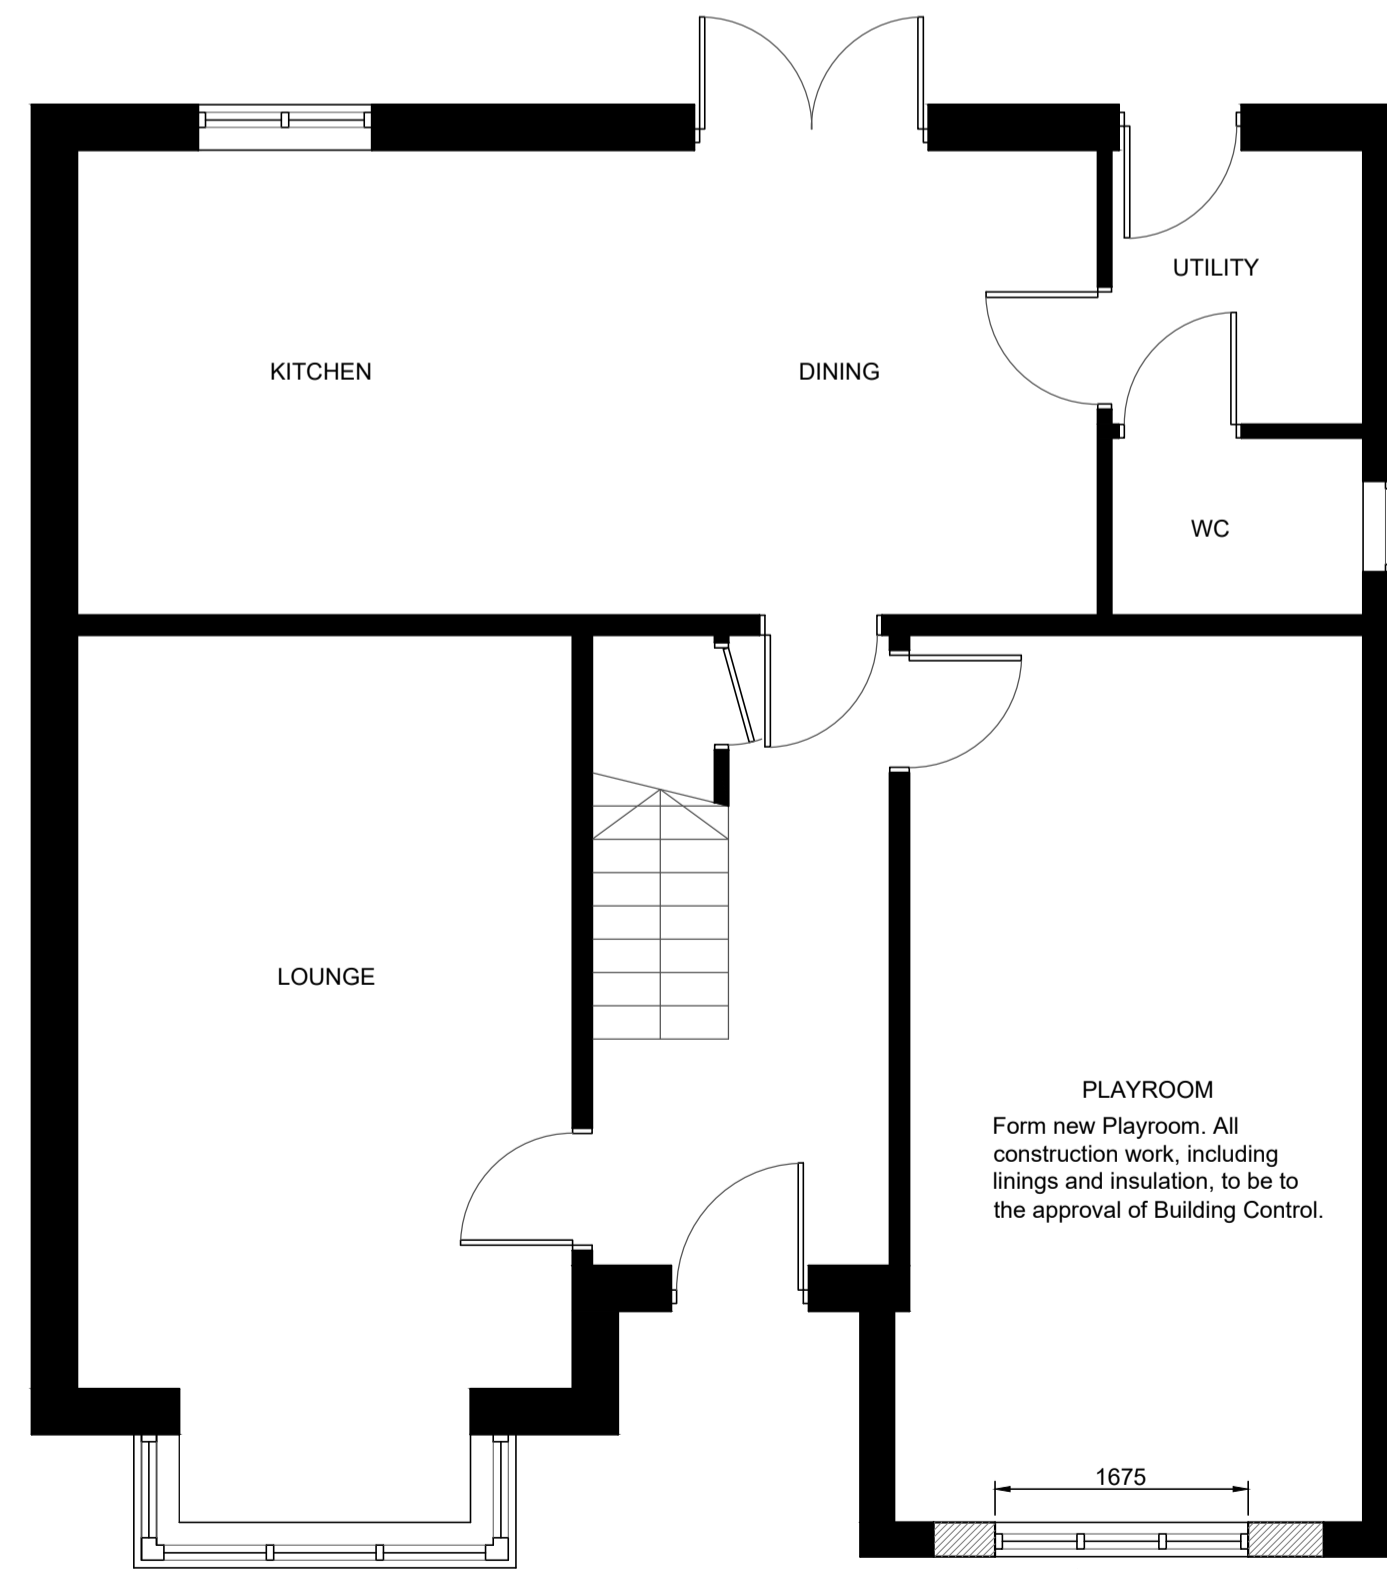 UTILITY
KITCHEN
DINING
WC
LOUNGE
PLAYROOM
Form new Playroom. All
construction work, including
linings and insulation, to be to
the approval of Building Control.
1675